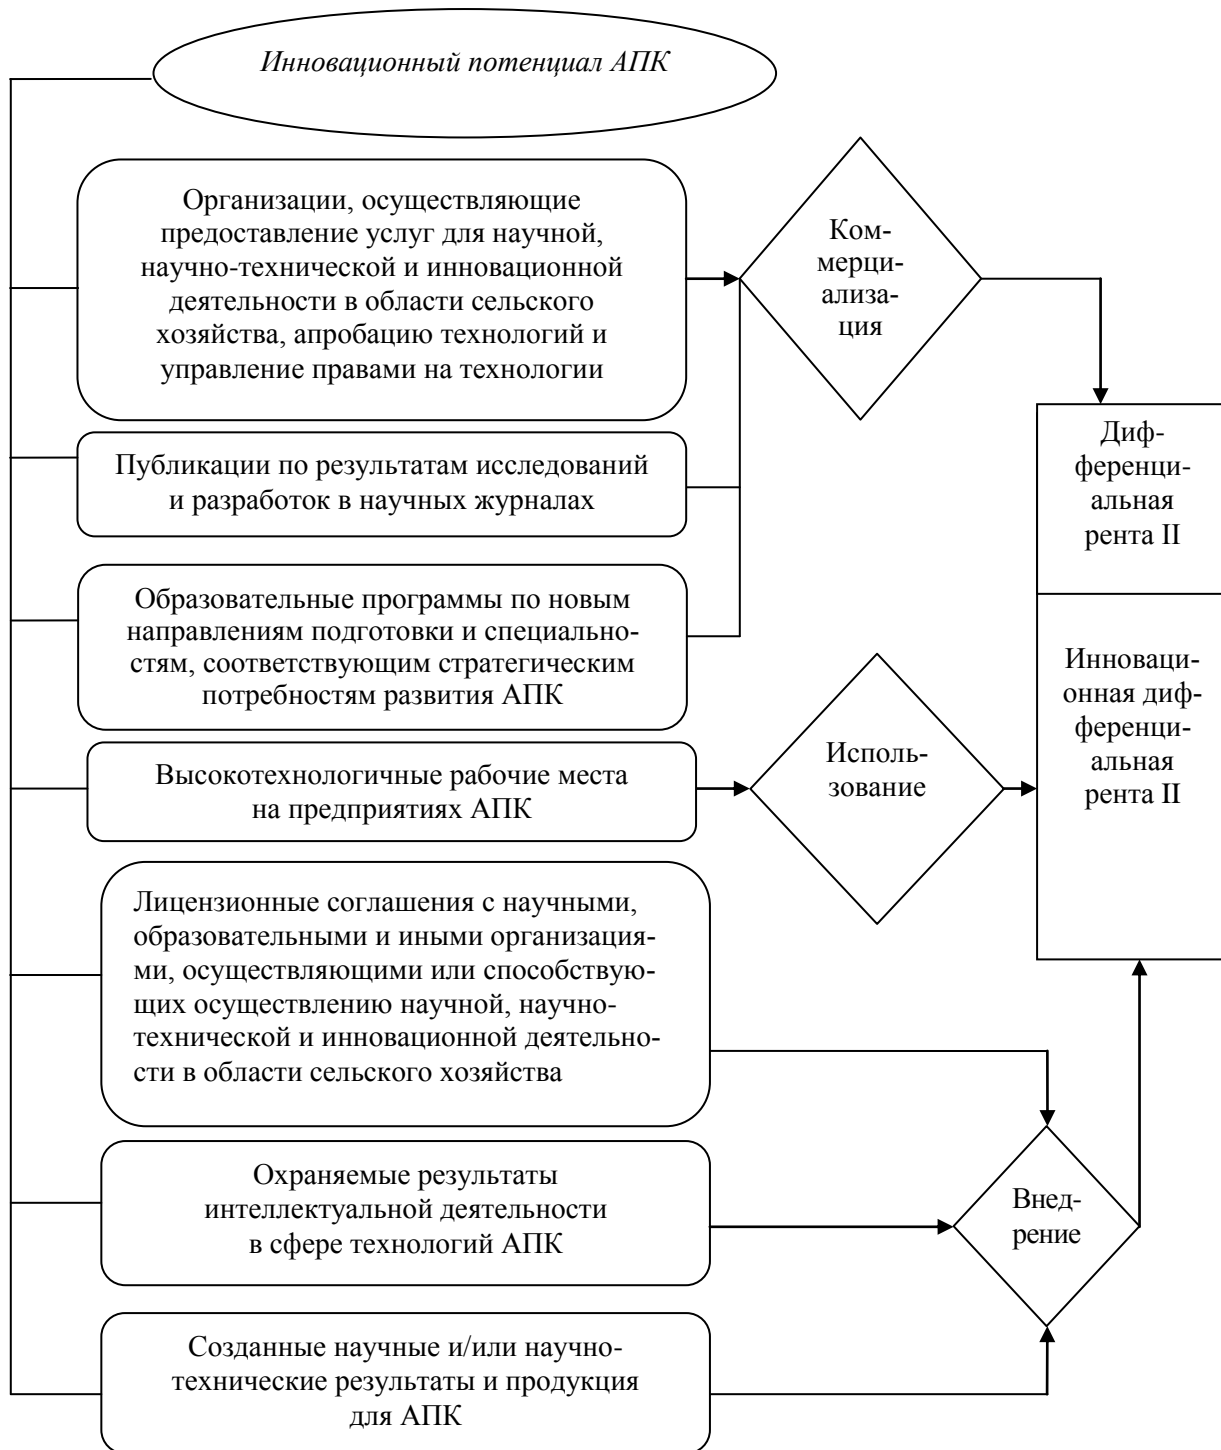 Инновационный потенциал АПК
Организации, осуществляющие
предоставление услуг для научной,
научно-технической и инновационной
деятельности в области сельского
хозяйства, апробацию технологий и
управление правами на технологии
Ком-
мерци-
ализа-
ция
Публикации по результатам исследований
и разработок в научных журналах
Диф-
ференци-
альная
рента II
Образовательные программы по новым
направлениям подготовки и специально-
стям, соответствующим стратегическим
потребностям развития АПК
Инноваци-
онная диф-
ференци-
альная
рента II
Высокотехнологичные рабочие места
на предприятиях АПК
Исполь-
зование
Лицензионные соглашения с научными,
образовательными и иными организация-
ми, осуществляющими или способствую-
щих осуществлению научной, научно-
технической и инновационной деятельно-
сти в области сельского хозяйства
Охраняемые результаты
интеллектуальной деятельности
в сфере технологий АПК
Внед-
рение
Созданные научные и/или научно-
технические результаты и продукция
для АПК